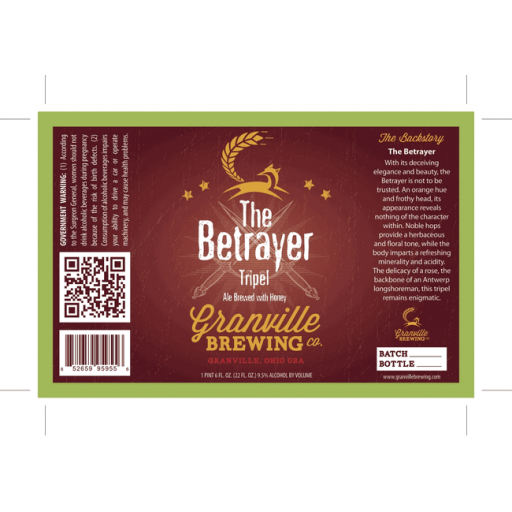 GOVERNMENT WARNING: (1) According
to the Surgeon General, women should not
drink alcoholic beverages during pregnancy
because of the risk of birth defects. (2)
Consumption of alcoholic beverages impairs
your ability to drive a car or operate
machinery, and may cause health problems.
8 52659 95955 6
The
Betrayer
Tripel
Ale Brewed with Honey
Granville
BREWING CO.
GRANVILLE, OHIO USA
1 PINT 6 FL. OZ. (22 FL. OZ.) 9.5% ALCOHOL BY VOLUME
The Backstory
The Betrayer
With its deceiving
elegance and beauty, the
Betrayer is not to be
trusted. An orange hue
and frothy head, its
appearance reveals
nothing of the character
within. Noble hops
provide a herbaceous
and floral tone, while the
body imparts a refreshing
minerality and acidity.
The delicacy of a rose, the
backbone of an Antwerp
longshoreman, this tripel
remains enigmatic.
Granville
BREWING CO.
BATCH
BOTTLE
www.granvillebrewing.com